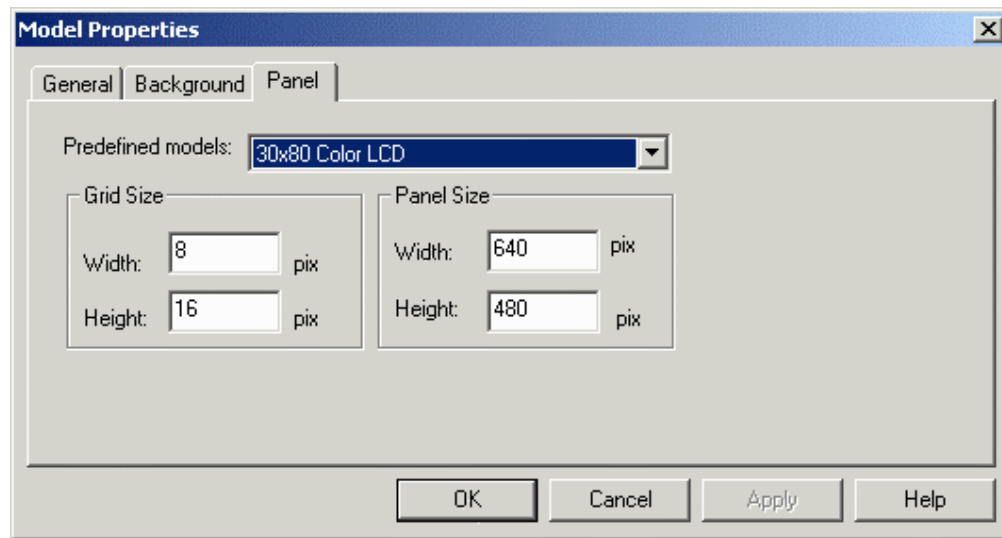 Model Properties
General Background Panel
Predefined models: 30x80 Color LCD
Grid Size
Width: 8 pix
Height: 16 pix
Panel Size
Width: 640 pix
Height: 480 pix
OK Cancel Apply Help